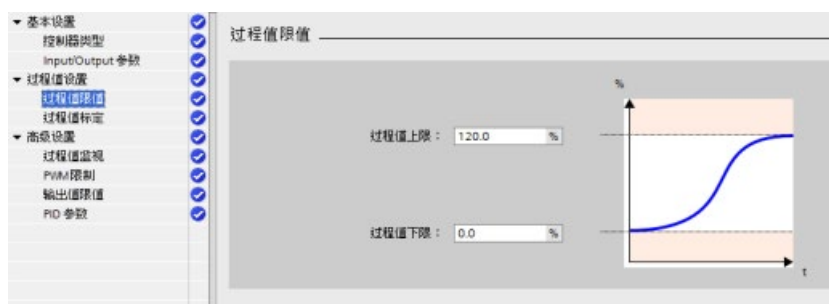 基本设置
控制器类型
Input/Output 参数
过程值设置
过程值限值
过程值标定
高级设置
过程值监视
PWM 限制
输出值限值
PID 参数
过程值限值
%
过程值上限： 120.0 %
过程值下限： 0.0 %
t